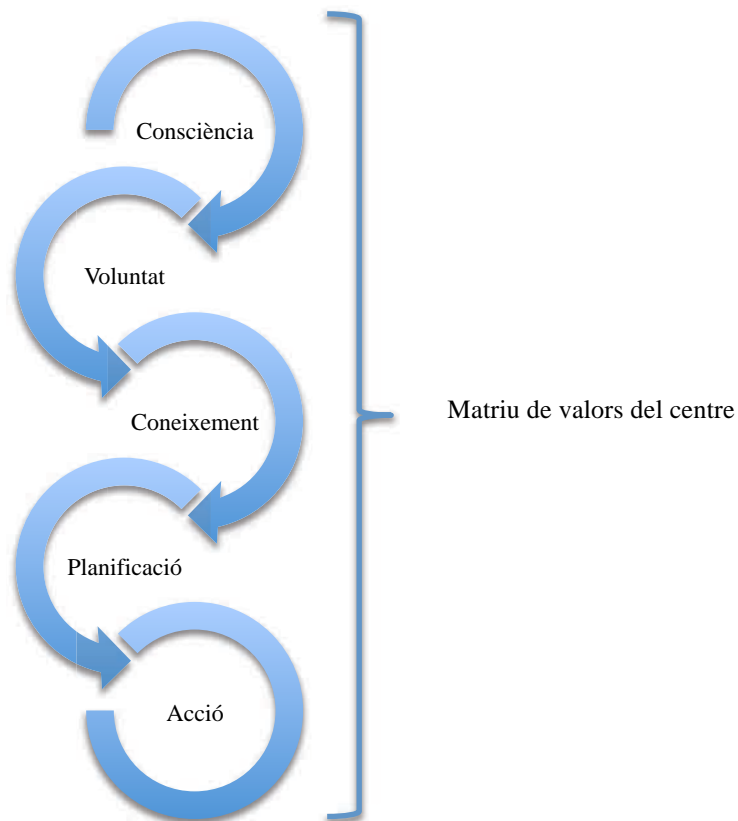 Consciència
Voluntat
Coneixement
Matriu de valors del centre
Planificació
Acció